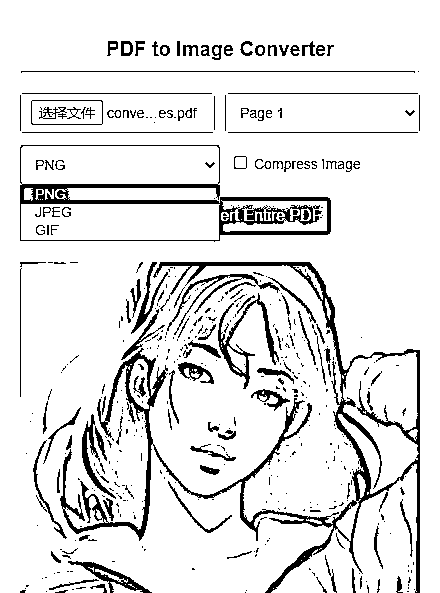 PDF to Image Converter
选择文件 conve...es.pdf
Page 1
PNG
Compress Image
PNG
JPEG
GIF
ert Entire PDF